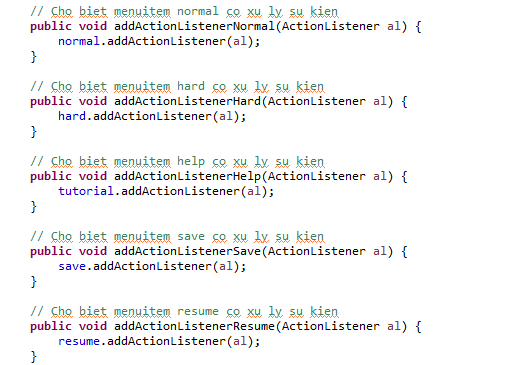 // Cho biet menuitem normal co xu ly su kien
public void addActionListenerNormal(ActionListener al) {
    normal.addActionListener(al);
}
// Cho biet menuitem hard co xu ly su kien
public void addActionListenerHard(ActionListener al) {
    hard.addActionListener(al);
}
// Cho biet menuitem help co xu ly su kien
public void addActionListenerHelp(ActionListener al) {
    tutorial.addActionListener(al);
}
// Cho biet menuitem save co xu ly su kien
public void addActionListenerSave(ActionListener al) {
    save.addActionListener(al);
}
// Cho biet menuitem resume co xu ly su kien
public void addActionListenerResume(ActionListener al) {
    resume.addActionListener(al);
}